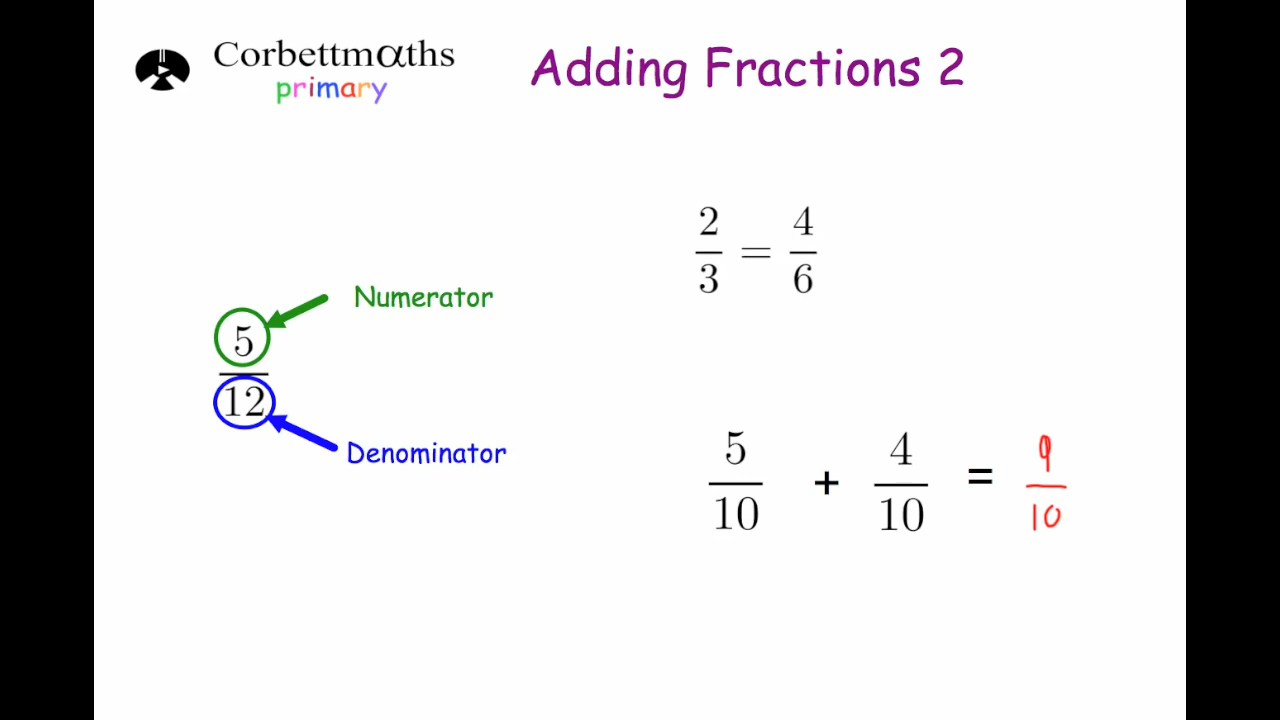 Corbettmαths
primary
Adding Fractions 2
2/3 = 4/6
Numerator
5/12
Denominator
5/10 + 4/10 = 9/10